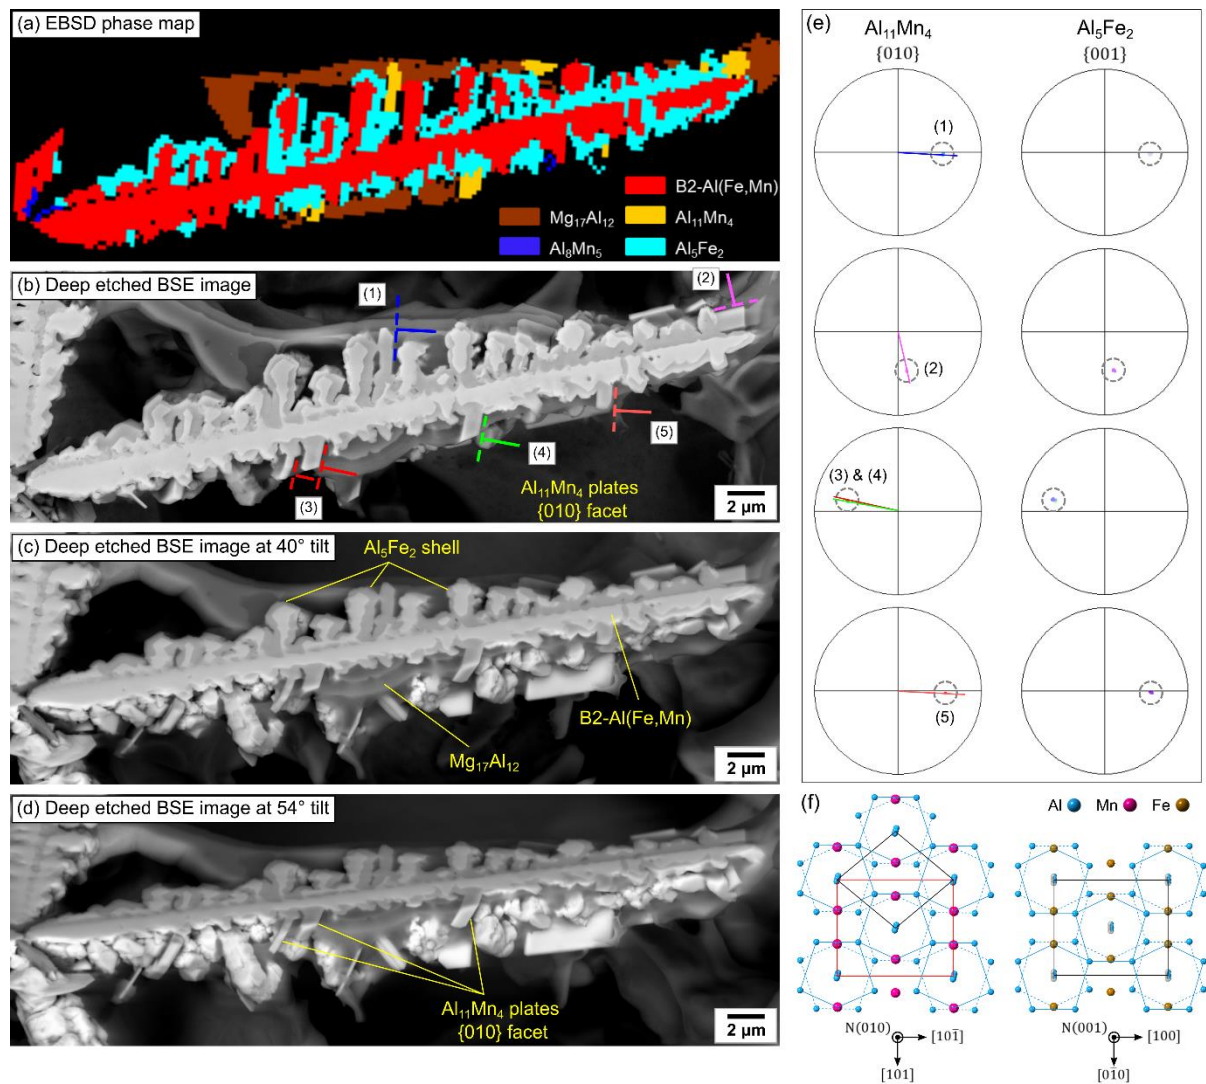 (a) EBSD phase map
B2-Al(Fe,Mn)
Mg₁₇Al₁₂
Al₁₁Mn₄
Al₈Mn₅
Al₅Fe₂
(b) Deep etched BSE image
(1)
(2)
(3)
(4)
(5)
Al₁₁Mn₄ plates
{010} facet
2 µm
(c) Deep etched BSE image at 40° tilt
Al₅Fe₂ shell
B2-Al(Fe,Mn)
Mg₁₇Al₁₂
2 µm
(d) Deep etched BSE image at 54° tilt
Al₁₁Mn₄ plates
{010} facet
2 µm
(e)
Al₁₁Mn₄
{010}
Al₅Fe₂
{001}
(1)
(2)
(3) & (4)
(5)
(f)
Al
Mn
Fe
N(010)
[101̄]
[101]
N(001)
[100]
[01̄0]